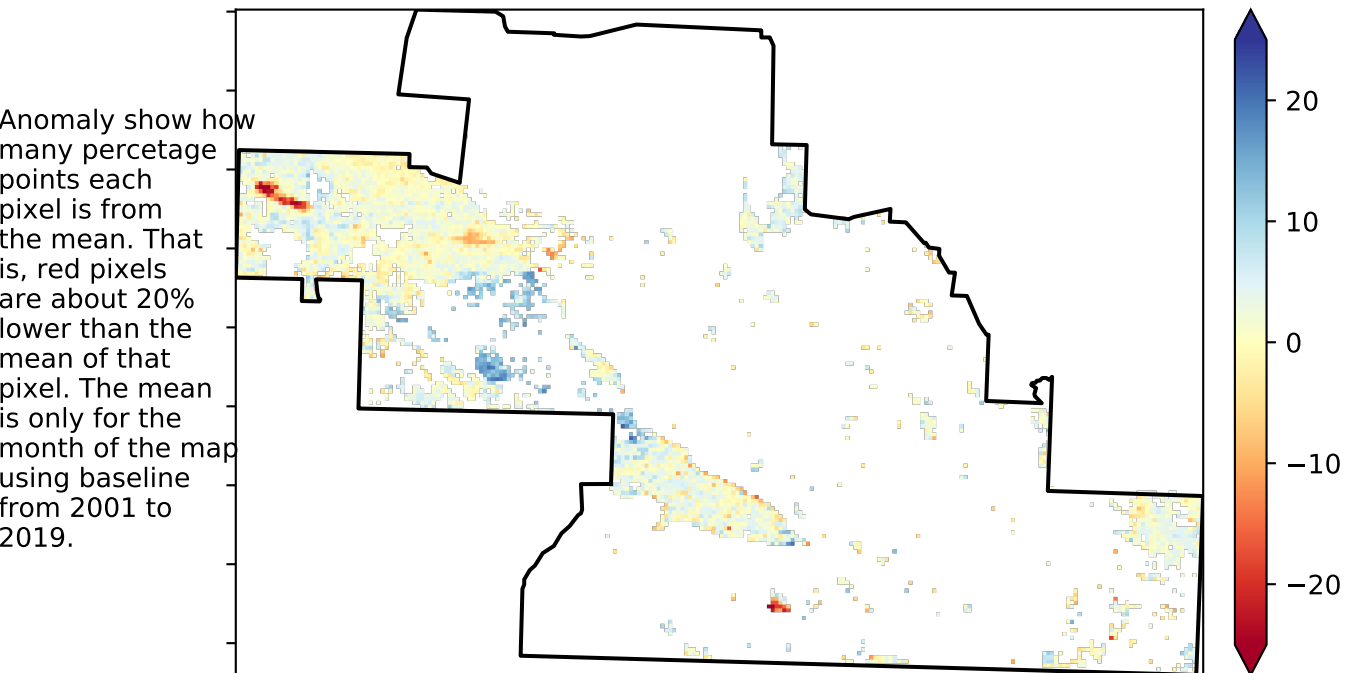 Anomaly show how
many percetage
points each
pixel is from
the mean. That
is, red pixels
are about 20%
lower than the
mean of that
pixel. The mean
is only for the
month of the map
using baseline
from 2001 to
2019.
20
10
0
−10
−20